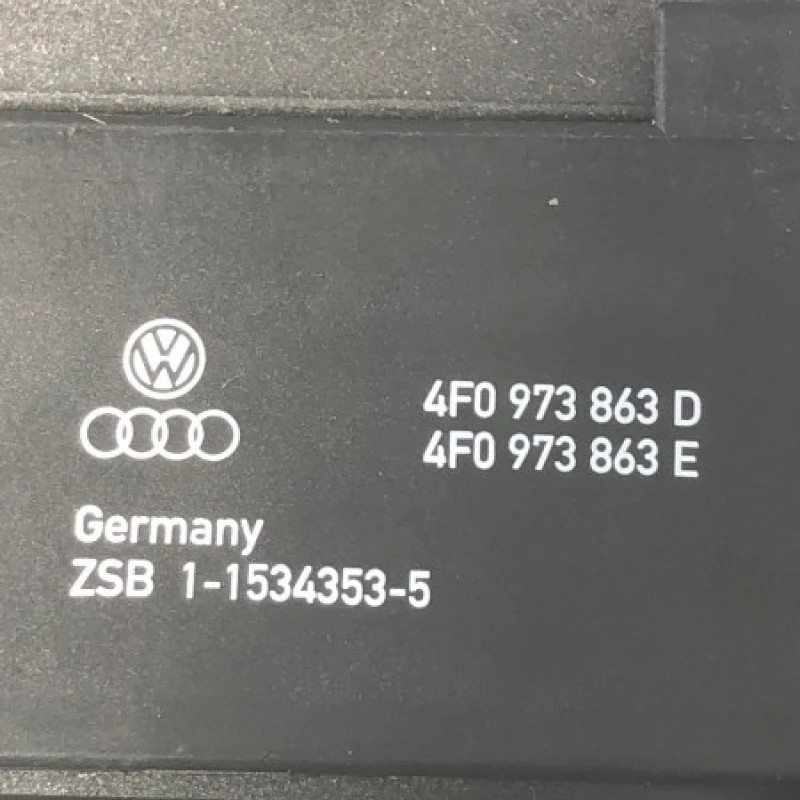 4F0 973 863 D
4F0 973 863 E
Germany
ZSB 1-1534353-5